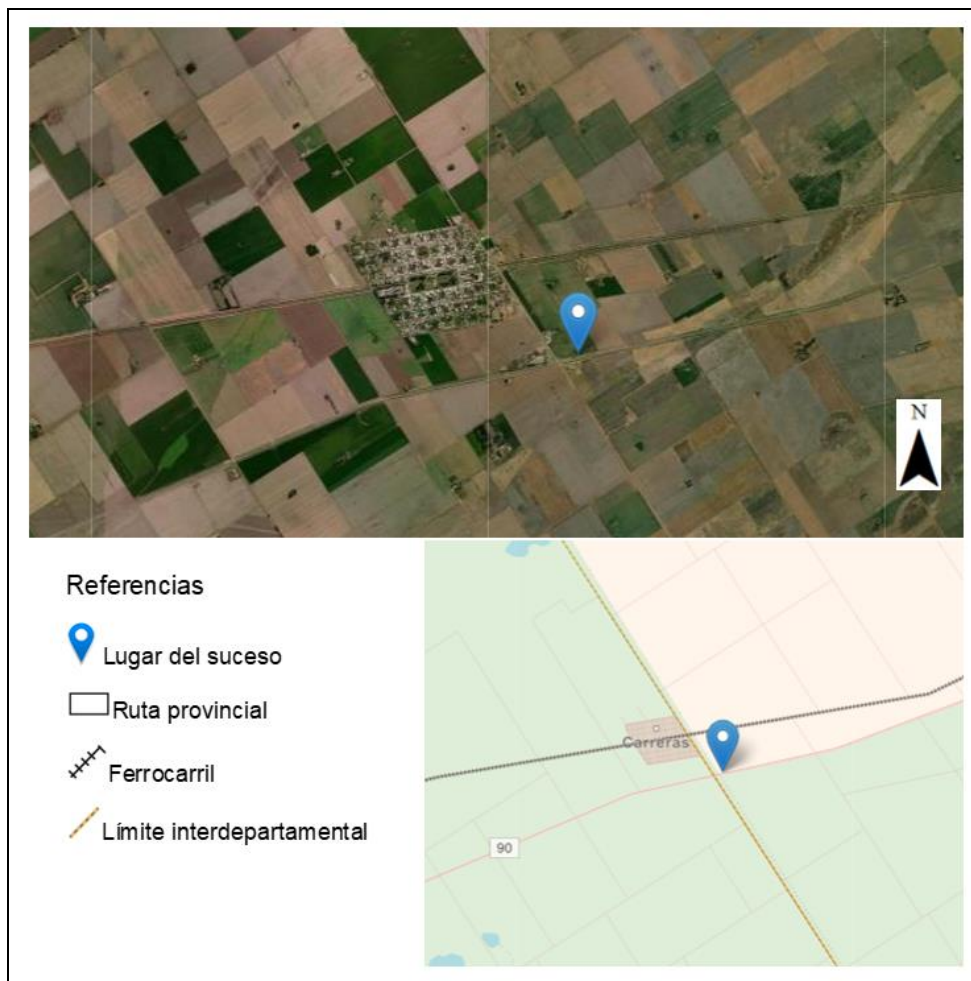 N
Referencias
Lugar del suceso
Ruta provincial
Ferrocarril
Límite interdepartamental
Carreras
90